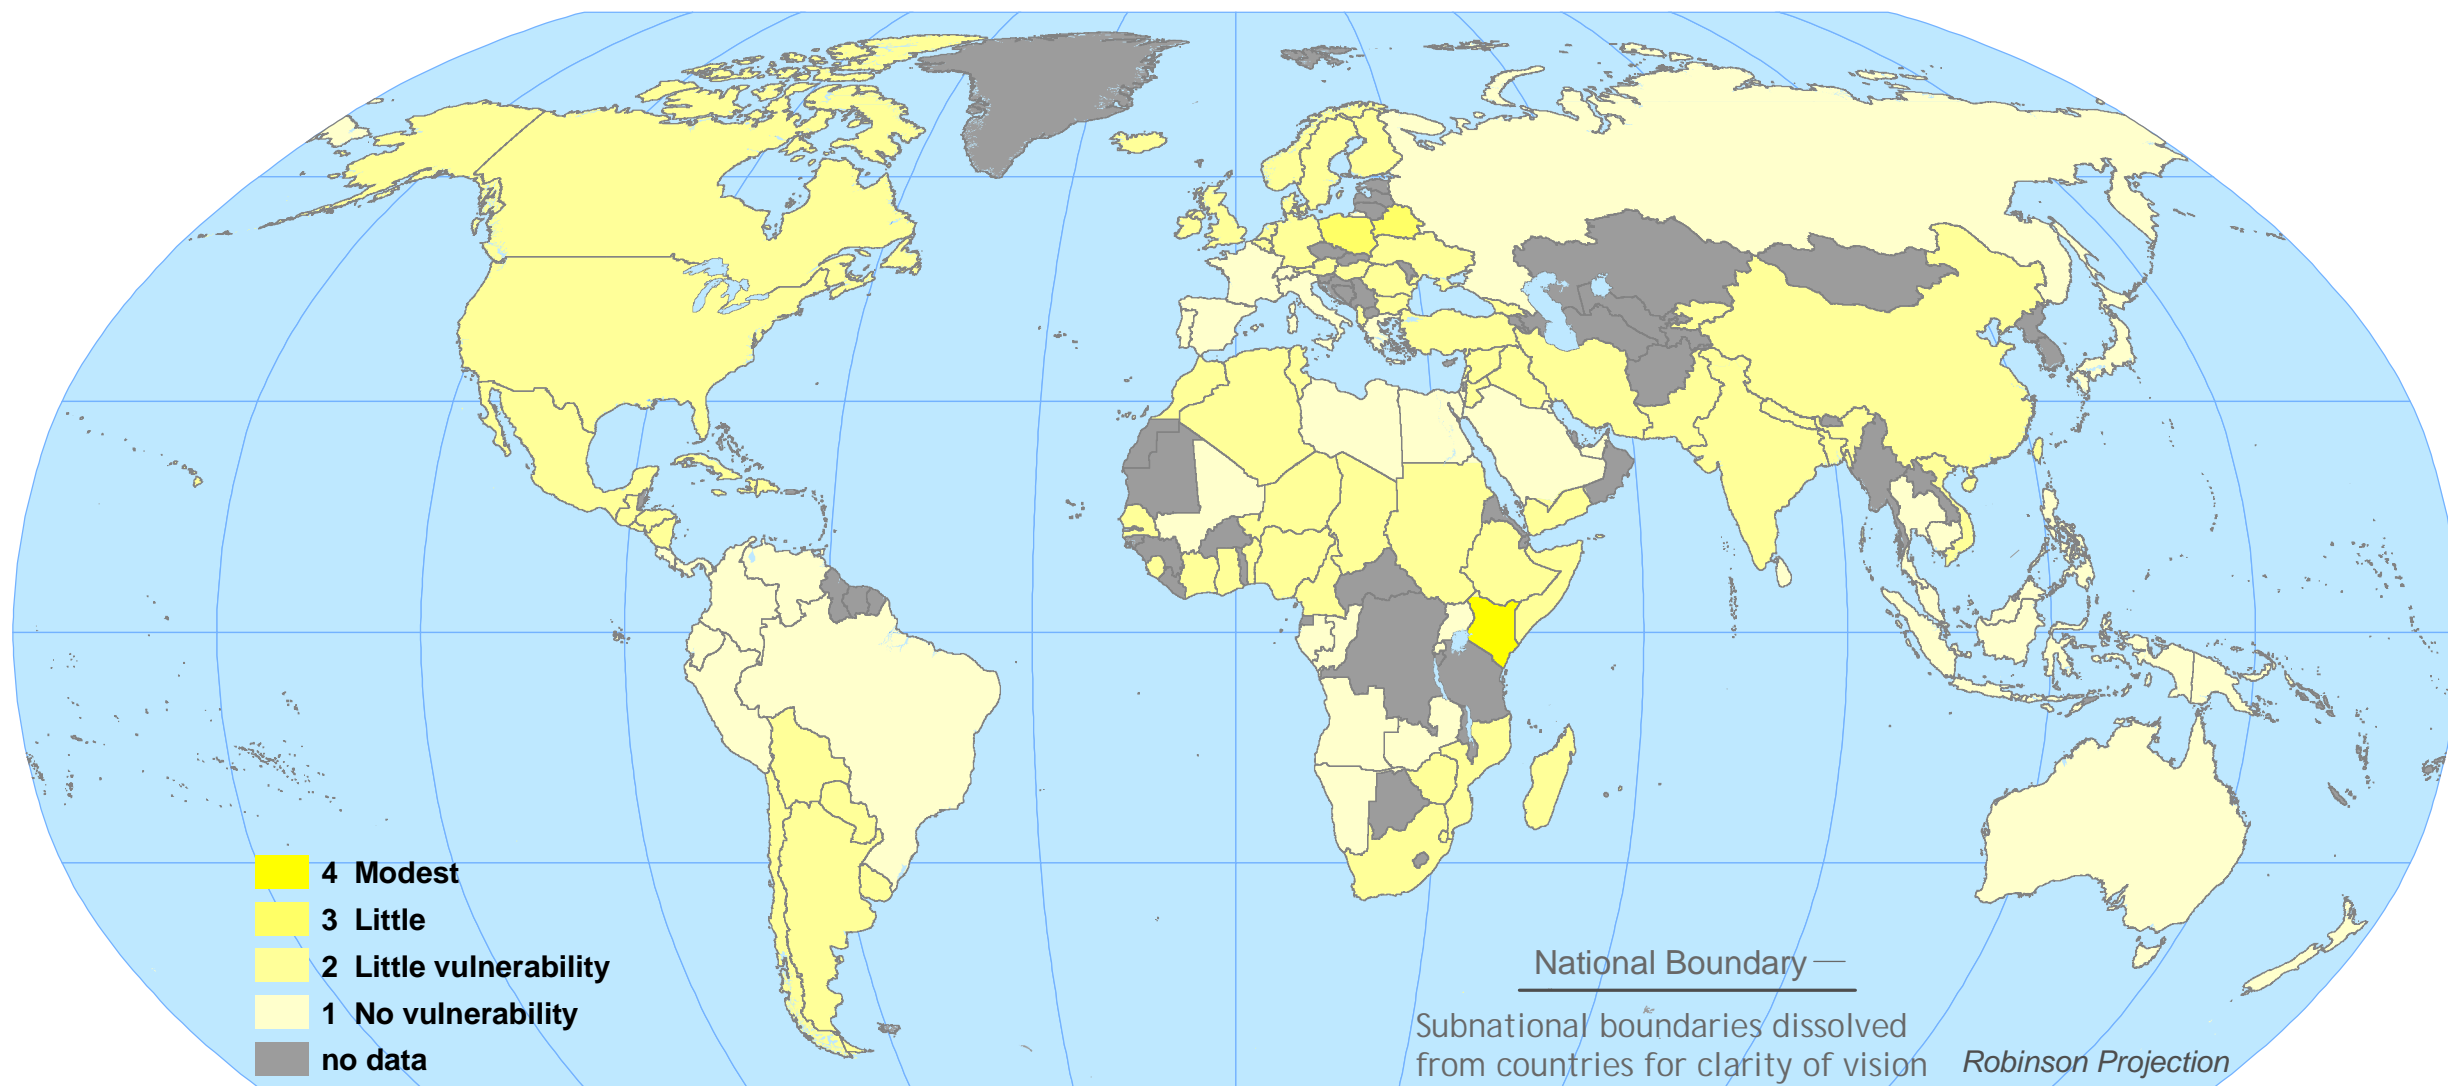 4 Modest
3 Little
2 Little vulnerability
1 No vulnerability
no data
National Boundary
Subnational boundaries dissolved
from countries for clarity of vision
Robinson Projection